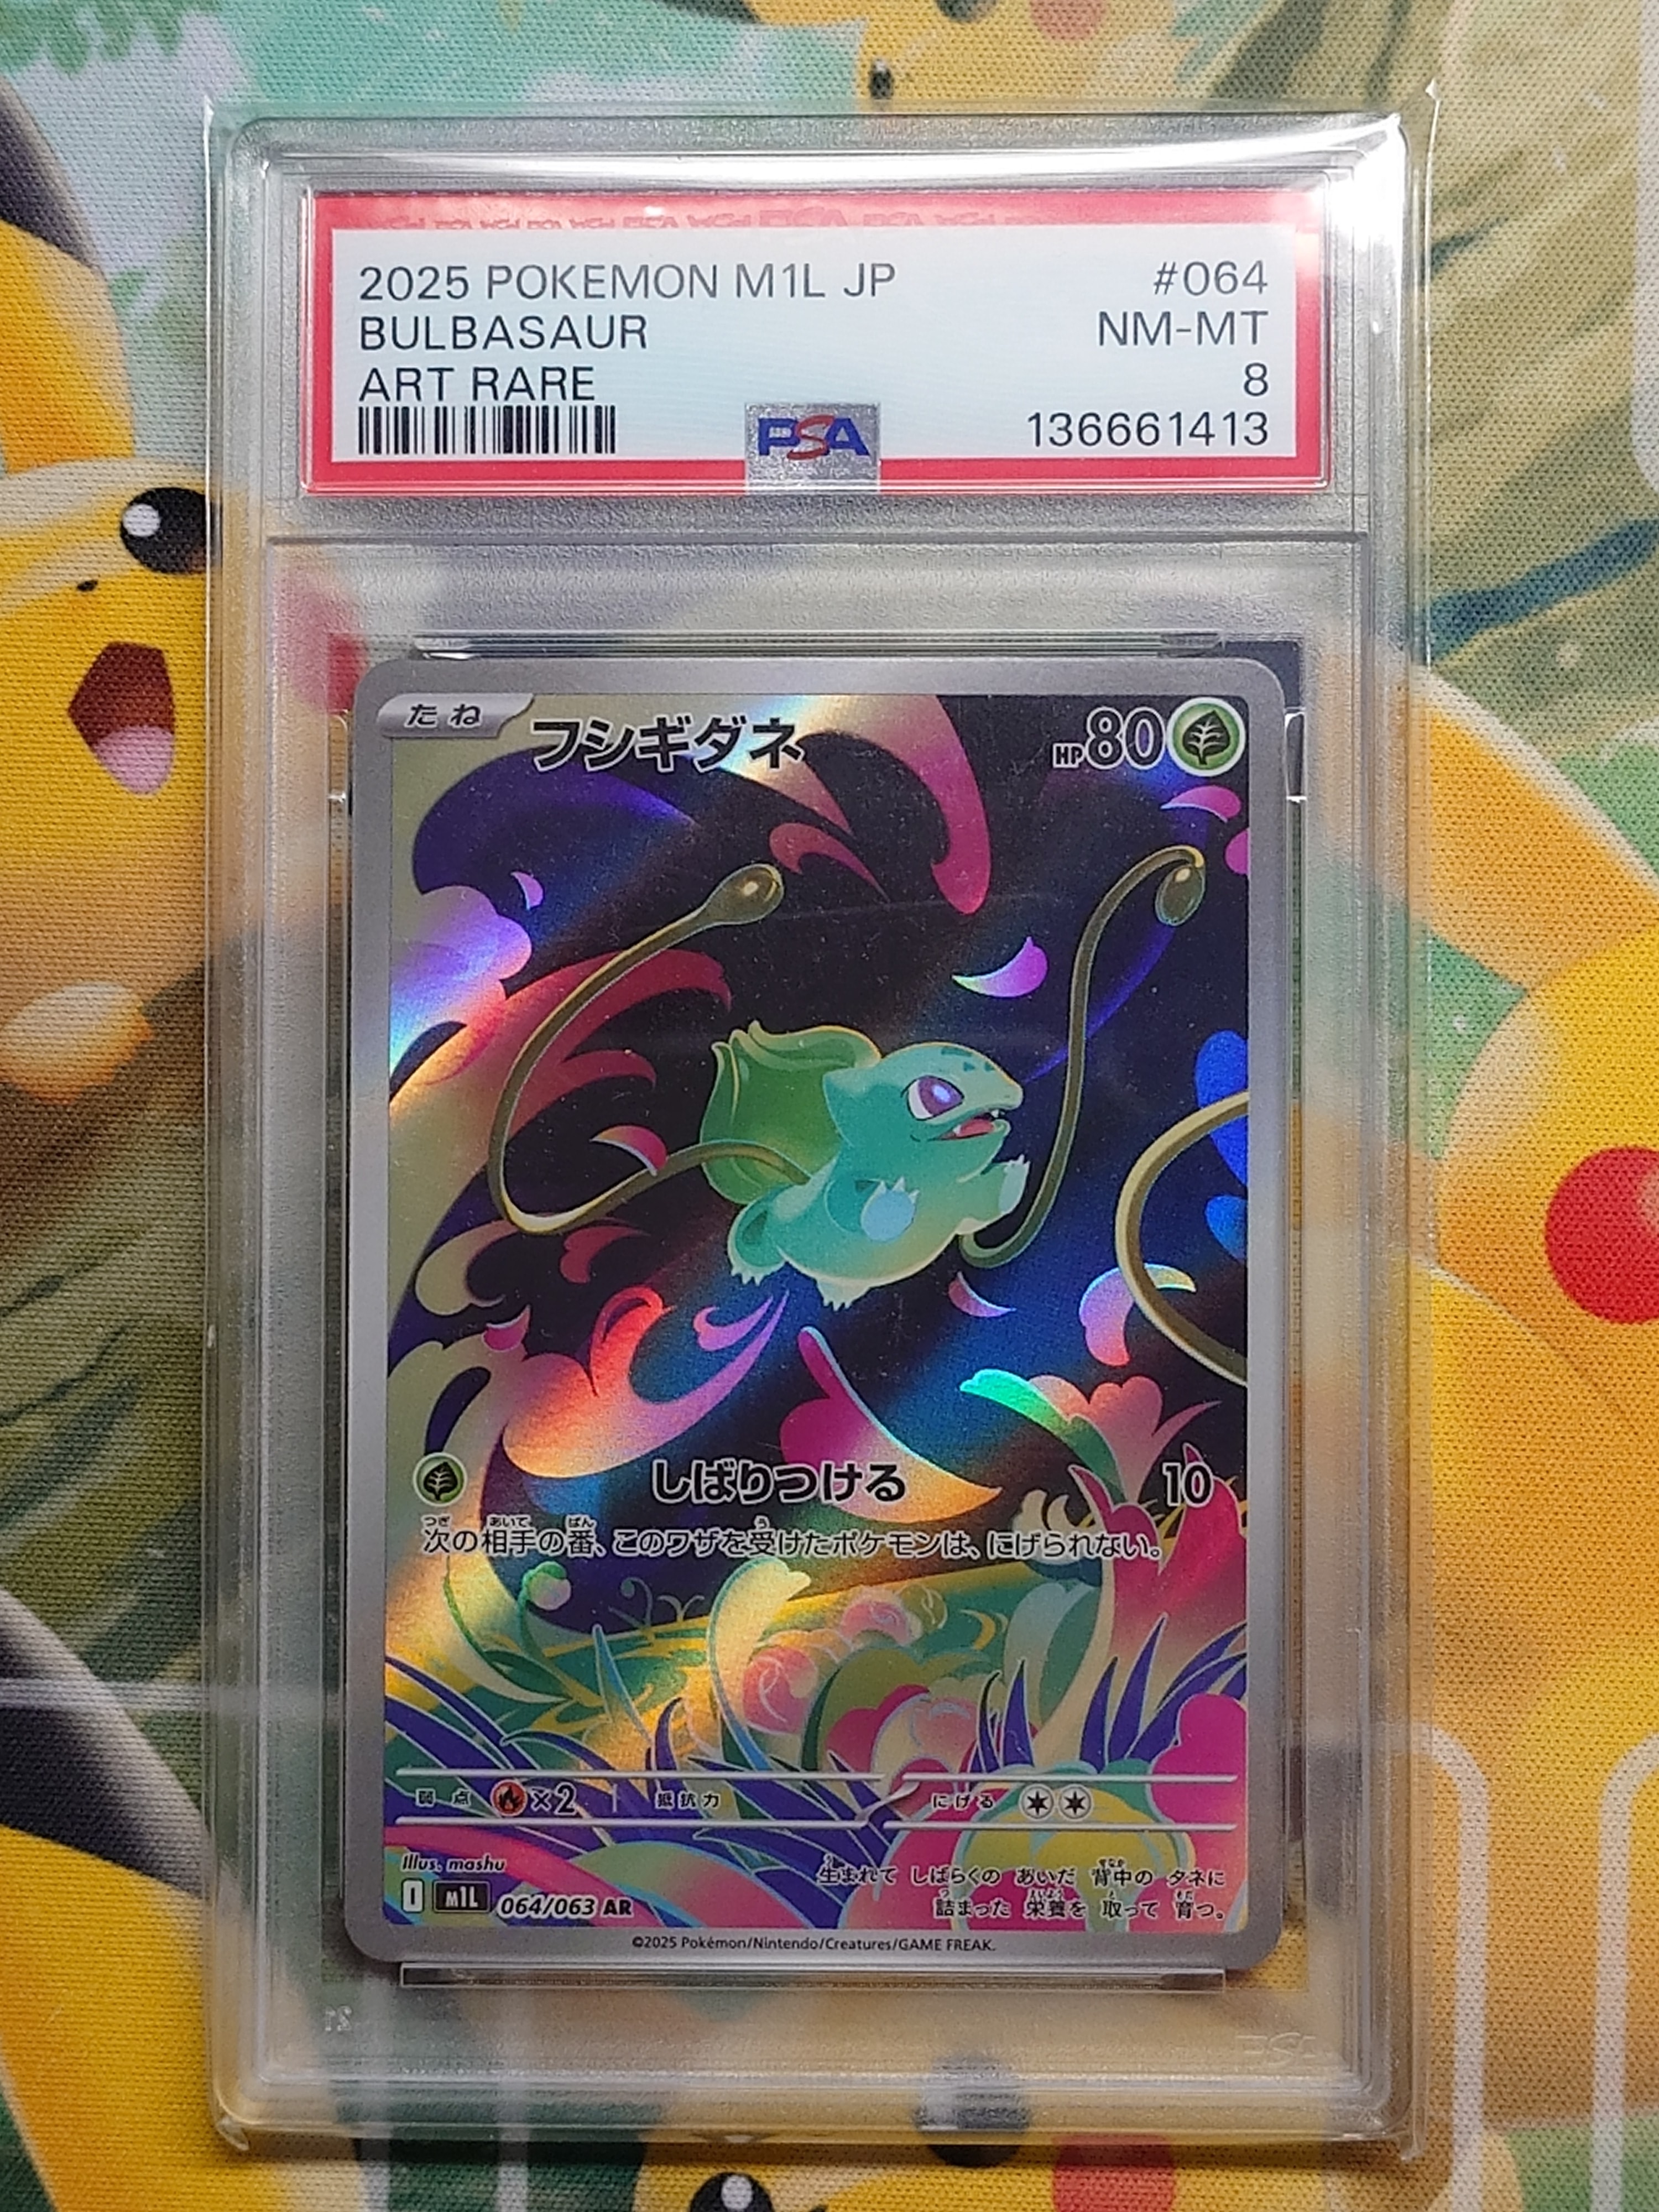 2025 POKEMON M1L JP #064
BULBASAUR NM-MT
ART RARE 8
PSA 136661413
たね フシギダネ HP80
しばりつける 10
次の相手の番、このワザを受けたポケモンは、にげられない。
弱点 ×2 抵抗力 にげる
Illus. mashu
生まれて しばらくの あいだ 背中の タネに
詰まった 栄養を 取って 育つ。
I M1L 064/063 AR
©2025 Pokémon/Nintendo/Creatures/GAME FREAK.